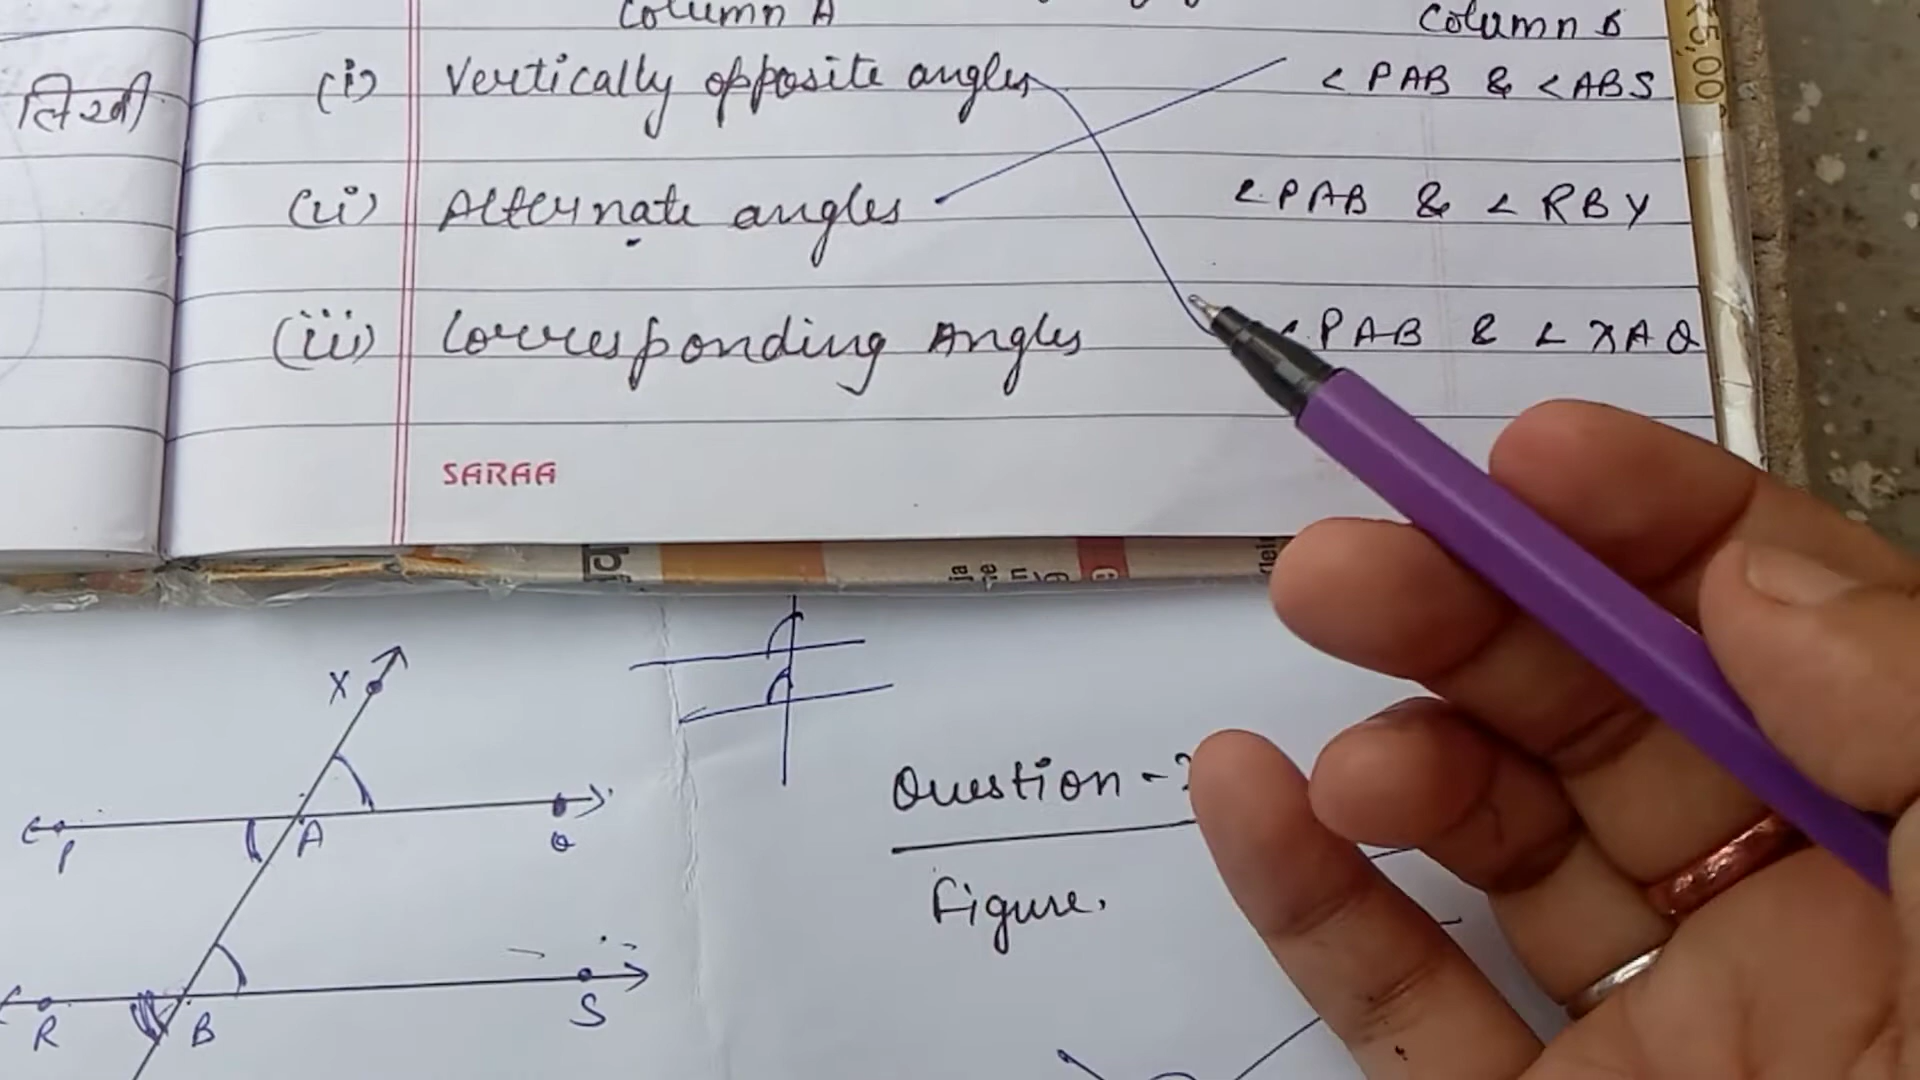 Column A Column B
लिखी (i) Vertically opposite angles < PAB & < ABS
(ii) Alternate angles < PAB & < RBY
(iii) Corresponding Angles < PAB & < XAQ
SARAA
X
Question - ?
P A Q
Figure.
R B S